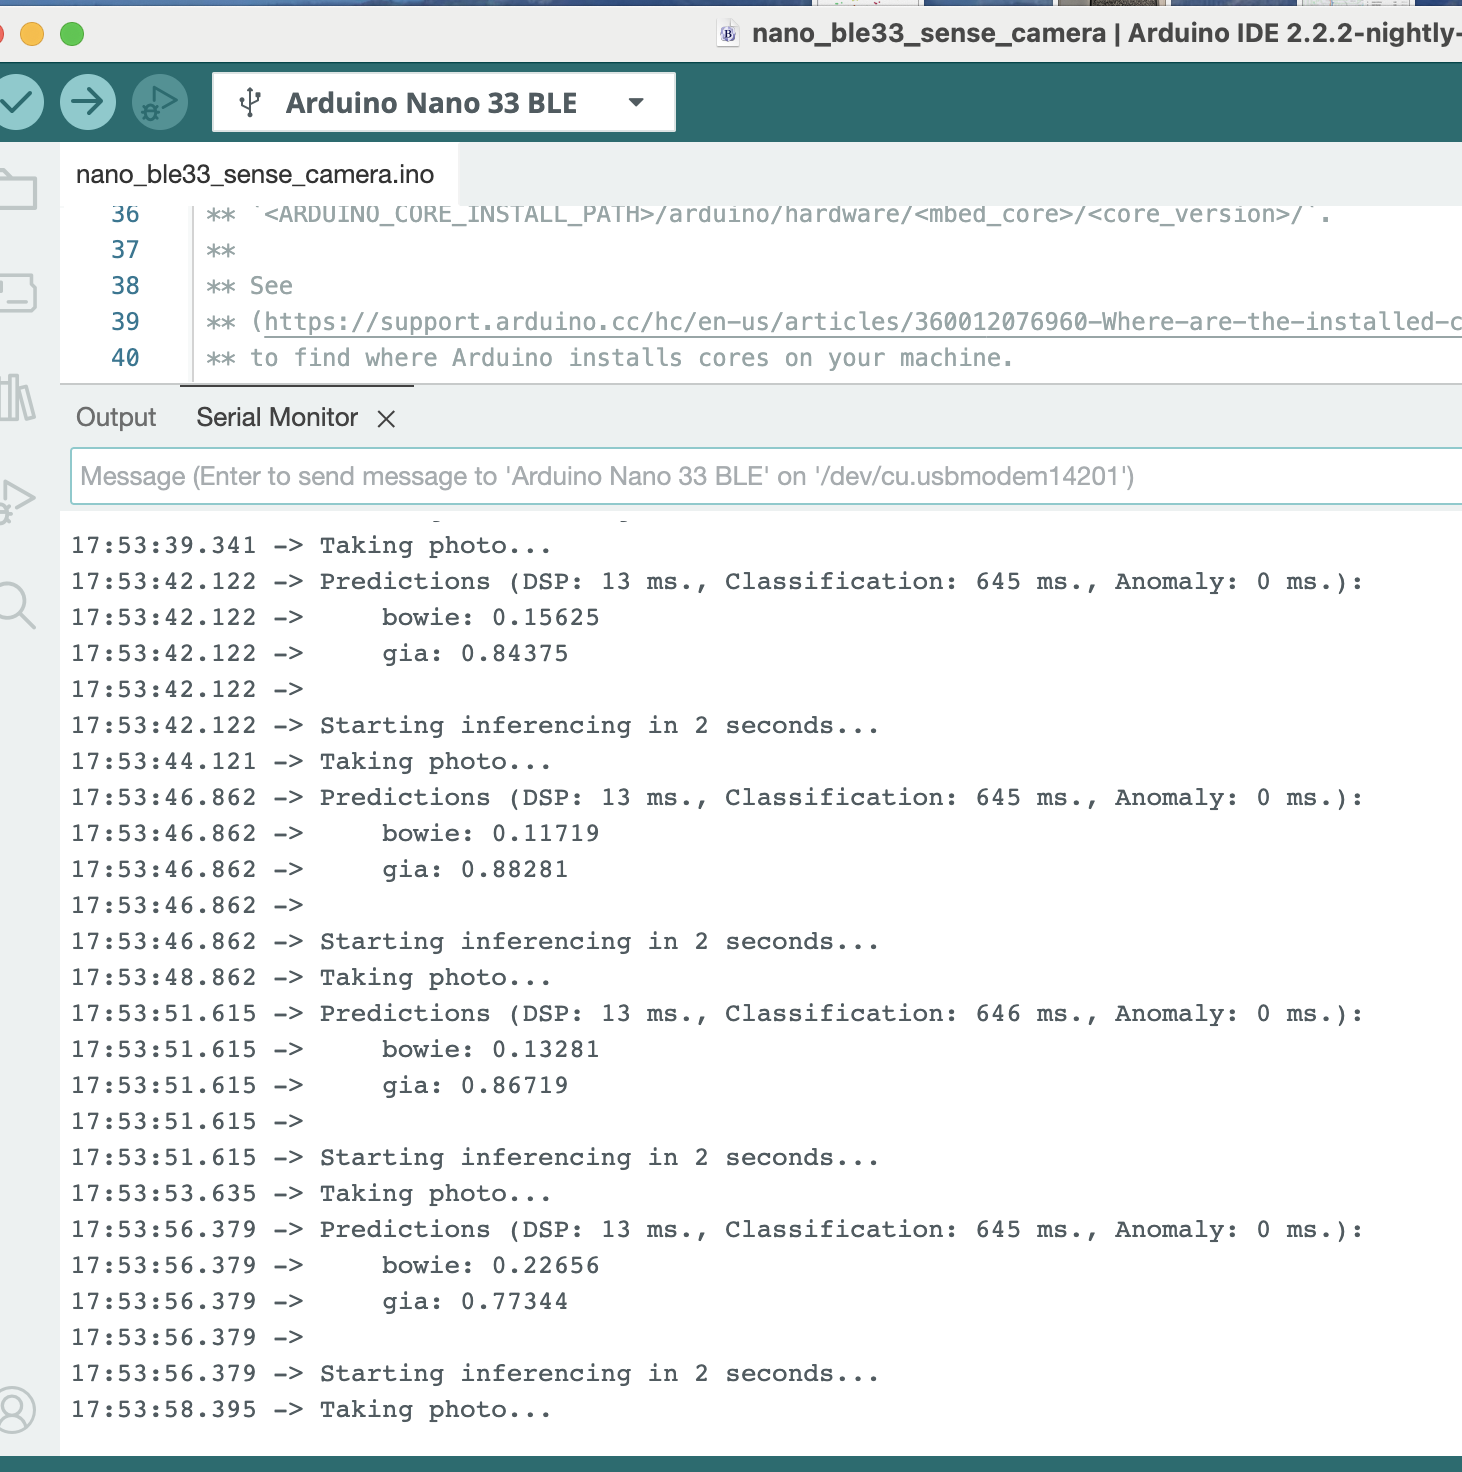 nano_ble33_sense_camera | Arduino IDE 2.2.2-nightly-
Arduino Nano 33 BLE
nano_ble33_sense_camera.ino
36 ** `<ARDUINO_CORE_INSTALL_PATH>/arduino/hardware/<mbed_core>/<core_version>/`.
37 **
38 ** See
39 ** (https://support.arduino.cc/hc/en-us/articles/360012076960-Where-are-the-installed-c
40 ** to find where Arduino installs cores on your machine.
Output Serial Monitor
Message (Enter to send message to 'Arduino Nano 33 BLE' on '/dev/cu.usbmodem14201')
17:53:39.341 -> Taking photo...
17:53:42.122 -> Predictions (DSP: 13 ms., Classification: 645 ms., Anomaly: 0 ms.):
17:53:42.122 -> bowie: 0.15625
17:53:42.122 -> gia: 0.84375
17:53:42.122 ->
17:53:42.122 -> Starting inferencing in 2 seconds...
17:53:44.121 -> Taking photo...
17:53:46.862 -> Predictions (DSP: 13 ms., Classification: 645 ms., Anomaly: 0 ms.):
17:53:46.862 -> bowie: 0.11719
17:53:46.862 -> gia: 0.88281
17:53:46.862 ->
17:53:46.862 -> Starting inferencing in 2 seconds...
17:53:48.862 -> Taking photo...
17:53:51.615 -> Predictions (DSP: 13 ms., Classification: 646 ms., Anomaly: 0 ms.):
17:53:51.615 -> bowie: 0.13281
17:53:51.615 -> gia: 0.86719
17:53:51.615 ->
17:53:51.615 -> Starting inferencing in 2 seconds...
17:53:53.635 -> Taking photo...
17:53:56.379 -> Predictions (DSP: 13 ms., Classification: 645 ms., Anomaly: 0 ms.):
17:53:56.379 -> bowie: 0.22656
17:53:56.379 -> gia: 0.77344
17:53:56.379 ->
17:53:56.379 -> Starting inferencing in 2 seconds...
17:53:58.395 -> Taking photo...